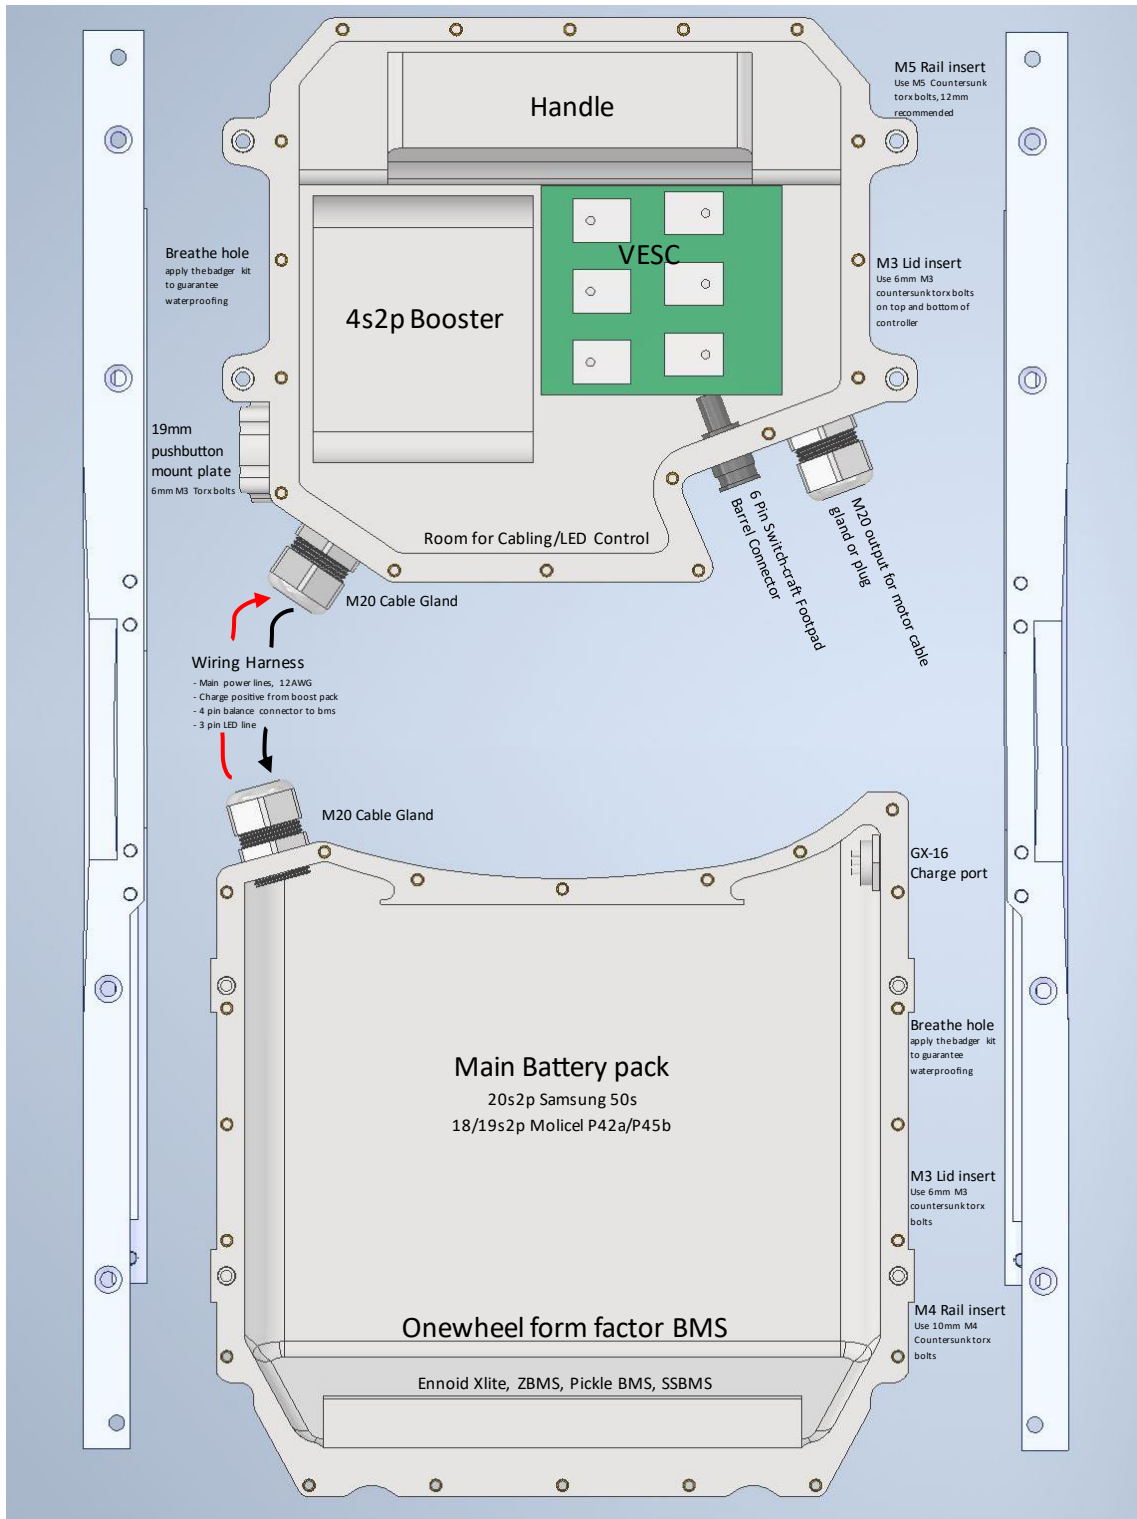 Handle
M5 Rail insert
Use M5 Countersunk
torx bolts, 12mm
recommended
VESC
4s2p Booster
Breathe hole
apply the badger kit
to guarantee
waterproofing
M3 Lid insert
Use 6mm M3
countersunk torx bolts
on top and bottom of
controller
19mm
pushbutton
mount plate
6mm M3 Torx bolts
Room for Cabling/LED Control
6 Pin Switch-craft Footpad
Barrel Connector
M20 output for motor cable
gland or plug
M20 Cable Gland
Wiring Harness
- Main power lines, 12AWG
- Charge positive from boost pack
- 4 pin balance connector to bms
- 3 pin LED line
M20 Cable Gland
GX-16
Charge port
Breathe hole
apply the badger kit
to guarantee
waterproofing
Main Battery pack
20s2p Samsung 50s
18/19s2p Molicel P42a/P45b
M3 Lid insert
Use 6mm M3
countersunk torx
bolts
M4 Rail insert
Use 10mm M4
Countersunk torx
bolts
Onewheel form factor BMS
Ennoid Xlite, ZBMS, Pickle BMS, SSBMS